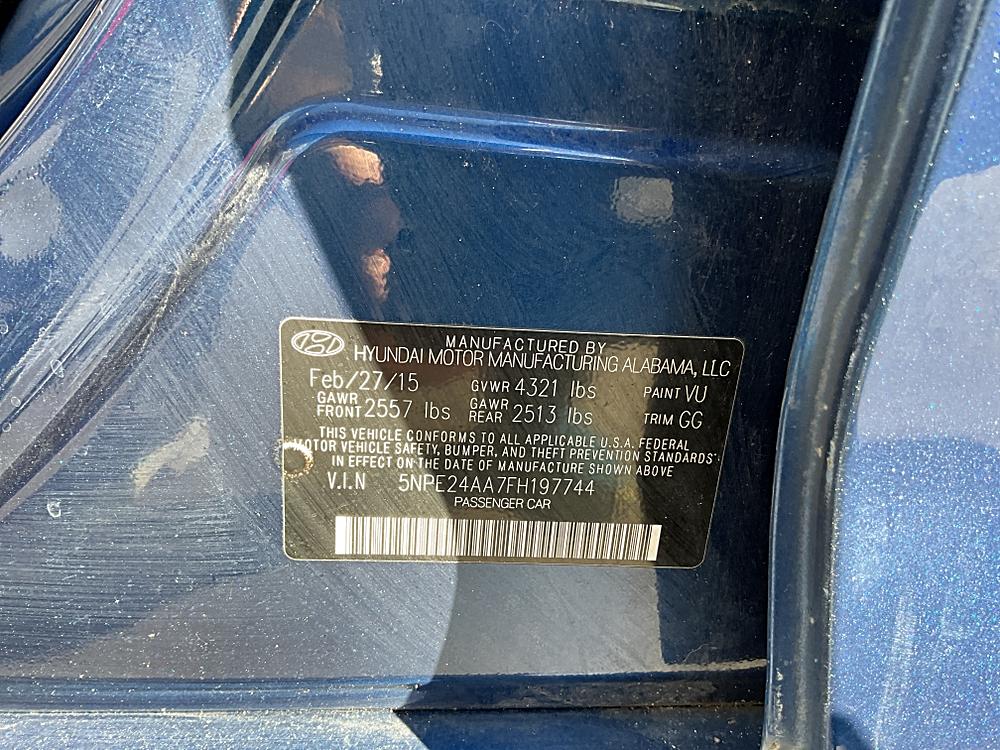 MANUFACTURED BY
HYUNDAI MOTOR MANUFACTURING ALABAMA, LLC
Feb/27/15 GVWR 4321 lbs PAINT VU
GAWR FRONT 2557 lbs GAWR REAR 2513 lbs TRIM GG
THIS VEHICLE CONFORMS TO ALL APPLICABLE U.S.A. FEDERAL
MOTOR VEHICLE SAFETY, BUMPER, AND THEFT PREVENTION STANDARDS
IN EFFECT ON THE DATE OF MANUFACTURE SHOWN ABOVE
V.I.N 5NPE24AA7FH197744
PASSENGER CAR